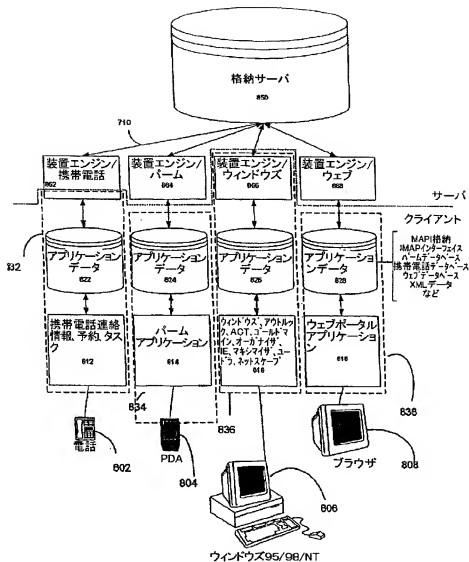 格納サーバ
850
710
装置エンジン/
携帯電話
862
装置エンジン/
パーム
864
装置エンジン/
ウィンドウズ
866
装置エンジン/
ウェブ
868
サーバ
クライアント
832
アプリケーション
データ
822
アプリケーション
データ
824
アプリケーション
データ
826
アプリケーショ
ンデータ
828
MAPI格納
IMAPインターフェイス
パームデータベース
携帯電話データベース
ウェブデータベース
XMLデータ
など
携帯電話連絡
情報、予約、タス
ク
812
パーム
アプリケーション
814
ウィンドウズ、アウトルッ
ク、ACT、ゴールドマ
イン、オーガナイザ、
IE、マキシマイザ、ユー
ドラ、ネットスケープ
816
ウェブポータル
アプリケーショ
ン
818
834
836
838
電話
802
PDA
804
ブラウザ
808
806
ウィンドウズ95/98/NT